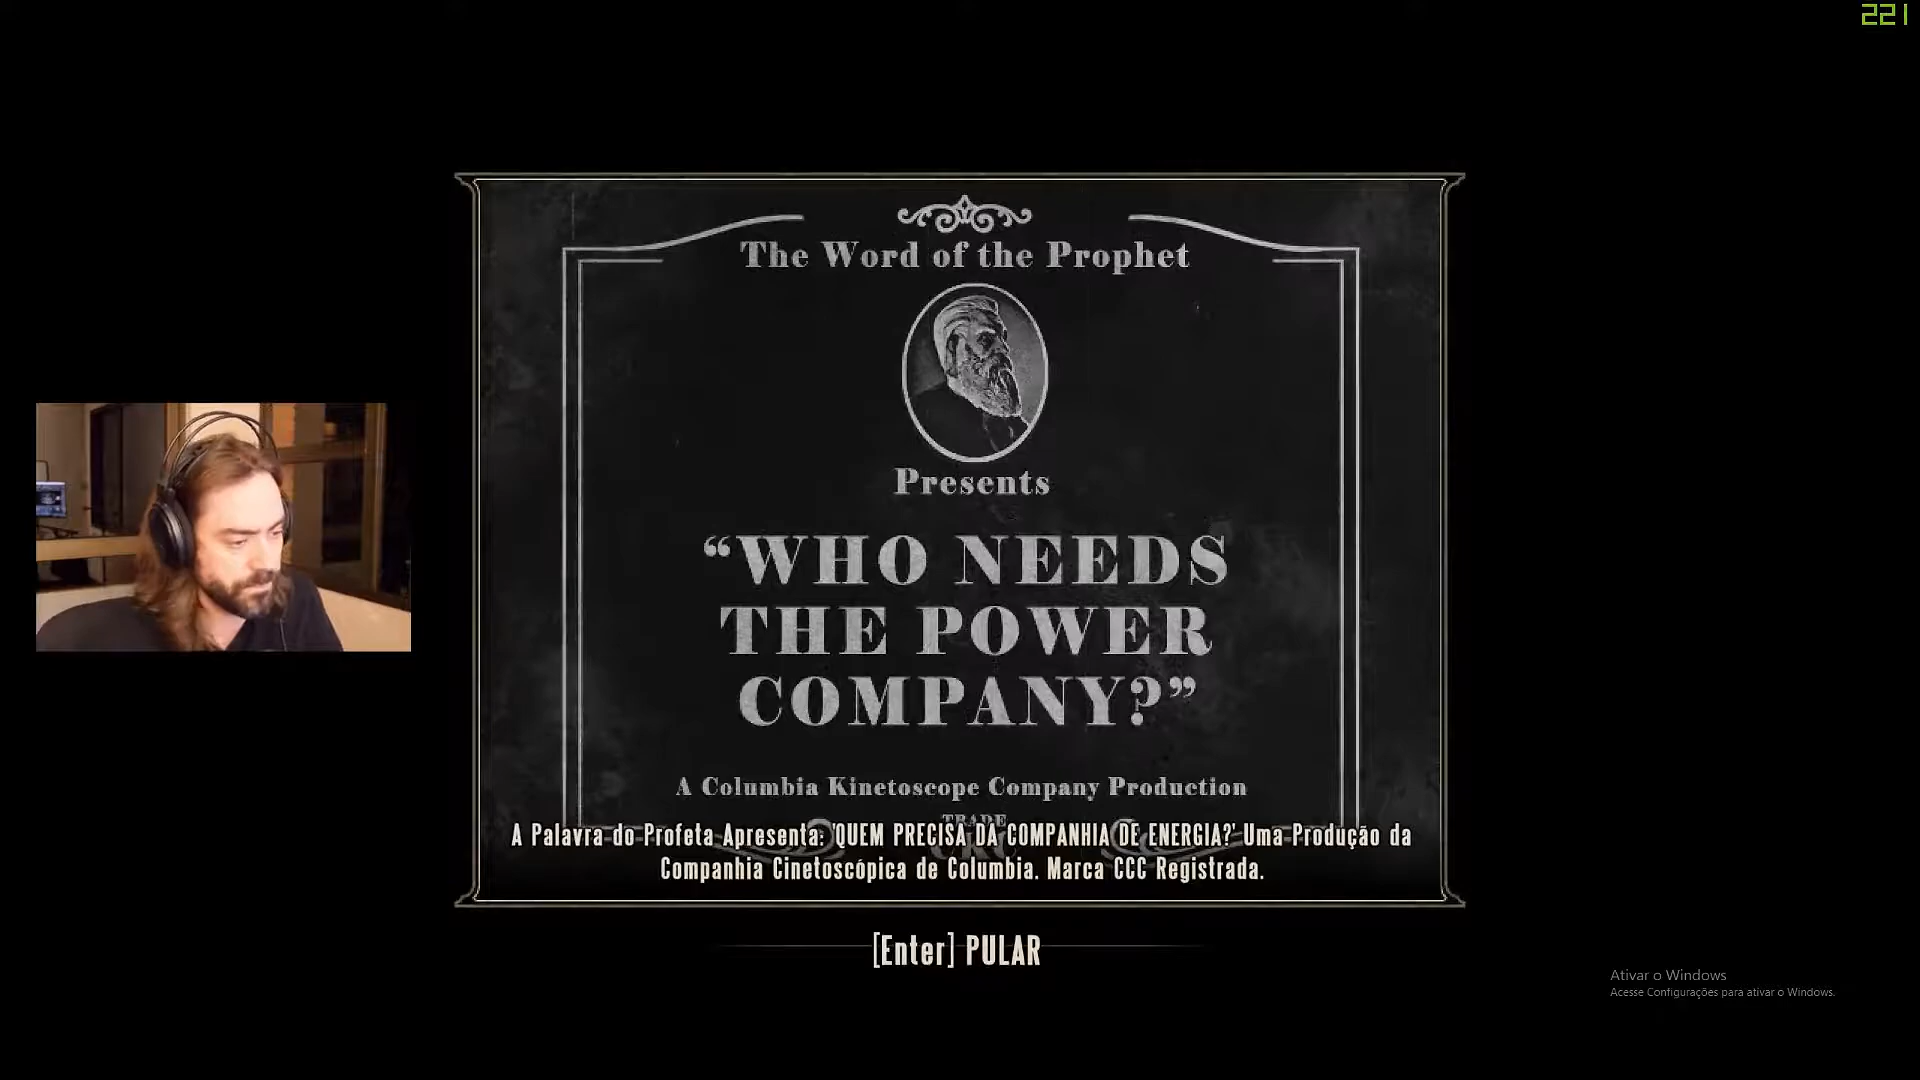 221
The Word of the Prophet
Presents
“WHO NEEDS
THE POWER
COMPANY?”
A Columbia Kinetoscope Company Production
TRADE
A Palavra do Profeta Apresenta: 'QUEM PRECISA DA COMPANHIA DE ENERGIA?' Uma Produção da
Companhia Cinetoscópica de Columbia. Marca CCC Registrada.
[Enter] PULAR
Ativar o Windows
Acesse Configurações para ativar o Windows.